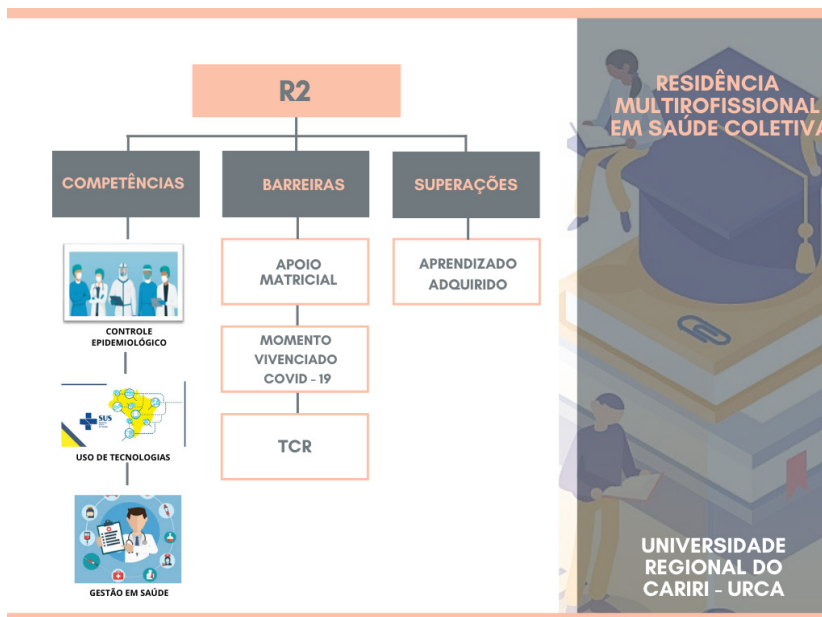 R2
COMPETÊNCIAS
BARREIRAS
SUPERAÇÕES
CONTROLE
EPIDEMIOLÓGICO
SUS
USO DE TECNOLOGIAS
GESTÃO EM SAÚDE
APOIO
MATRICIAL
MOMENTO
VIVENCIADO
COVID - 19
TCR
APRENDIZADO
ADQUIRIDO
RESIDÊNCIA
MULTIROFISSIONAL
EM SAÚDE COLETIVA
UNIVERSIDADE
REGIONAL DO
CARIRI - URCA